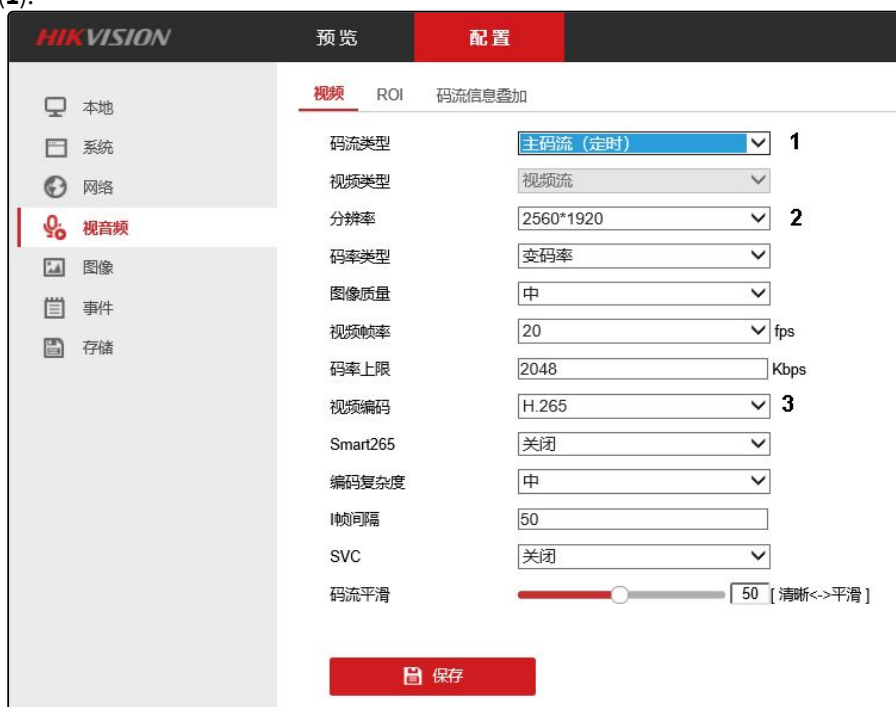 (1).
HIKVISION 预览 配置
视频 ROI 码流信息叠加
本地
系统
网络
视音频
图像
事件
存储
码流类型 主码流（定时） 1
视频类型 视频流
分辨率 2560*1920 2
码率类型 变码率
图像质量 中
视频帧率 20 fps
码率上限 2048 Kbps
视频编码 H.265 3
Smart265 关闭
编码复杂度 中
I帧间隔 50
SVC 关闭
码流平滑 50 [ 清晰<->平滑 ]
保存